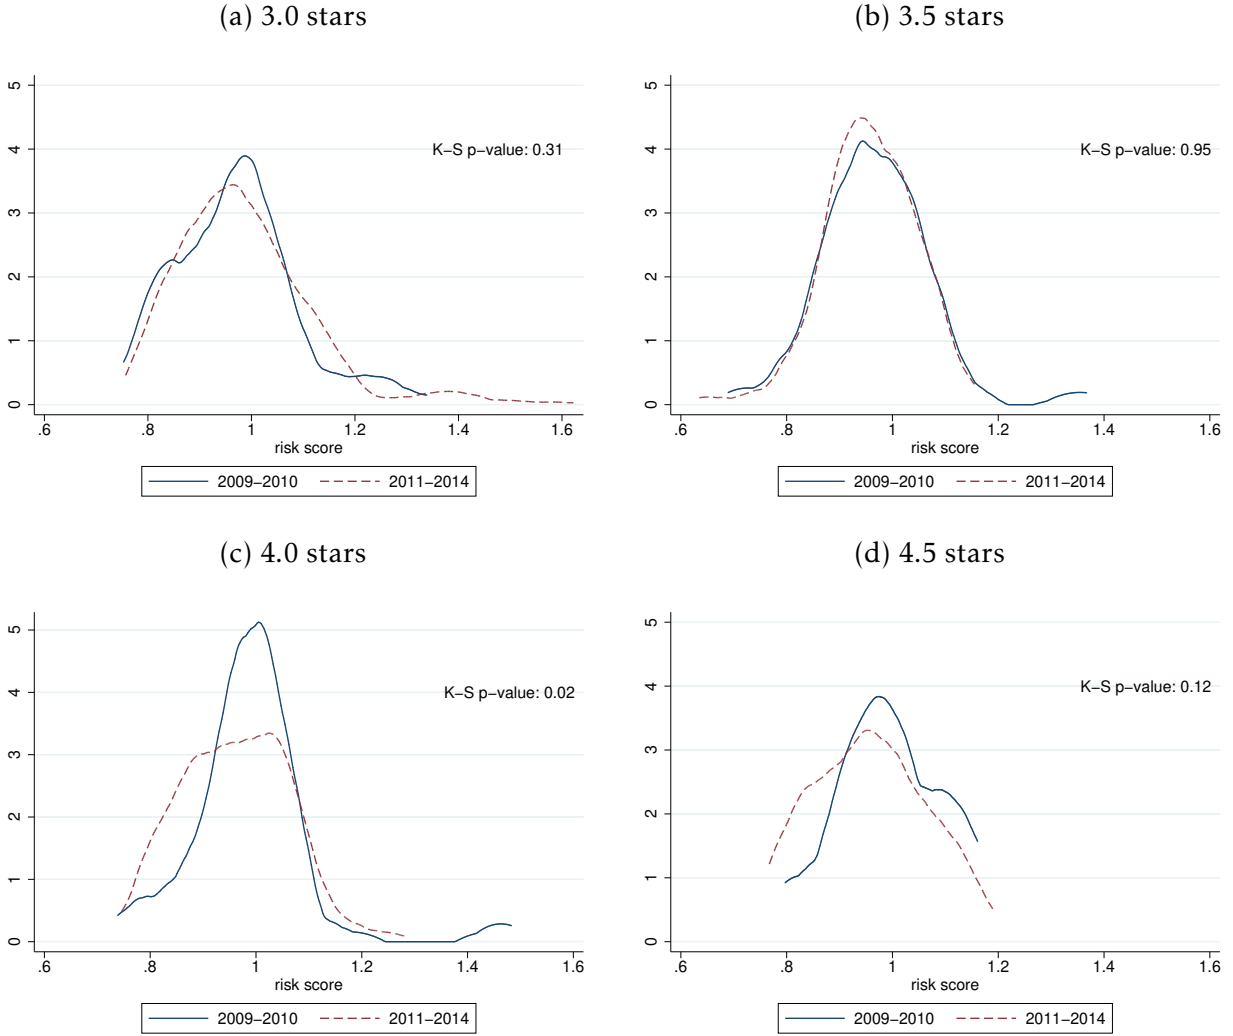 (a) 3.0 stars
5
4
3
2
1
0
K−S p−value: 0.31
.6 .8 1 1.2 1.4 1.6
risk score
2009−2010 2011−2014
(b) 3.5 stars
5
4
3
2
1
0
K−S p−value: 0.95
.6 .8 1 1.2 1.4 1.6
risk score
2009−2010 2011−2014
(c) 4.0 stars
5
4
3
2
1
0
K−S p−value: 0.02
.6 .8 1 1.2 1.4 1.6
risk score
2009−2010 2011−2014
(d) 4.5 stars
5
4
3
2
1
0
K−S p−value: 0.12
.6 .8 1 1.2 1.4 1.6
risk score
2009−2010 2011−2014